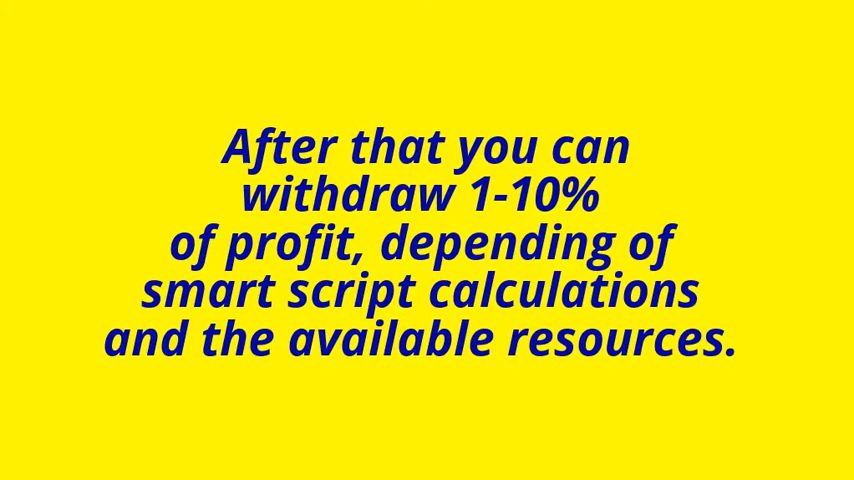 After that you can
withdraw 1-10%
of profit, depending of
smart script calculations
and the available resources.